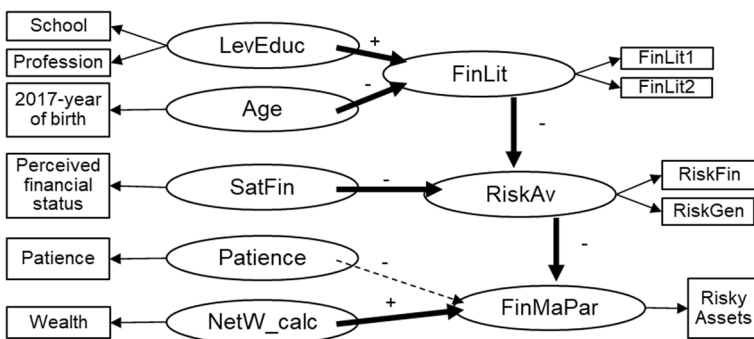 School
Profession
LevEduc
+
FinLit
FinLit1
FinLit2
2017-year
of birth
Age
-
-
Perceived
financial
status
SatFin
-
RiskAv
RiskFin
RiskGen
-
Patience
Patience
-
Wealth
NetW_calc
+
FinMaPar
Risky
Assets